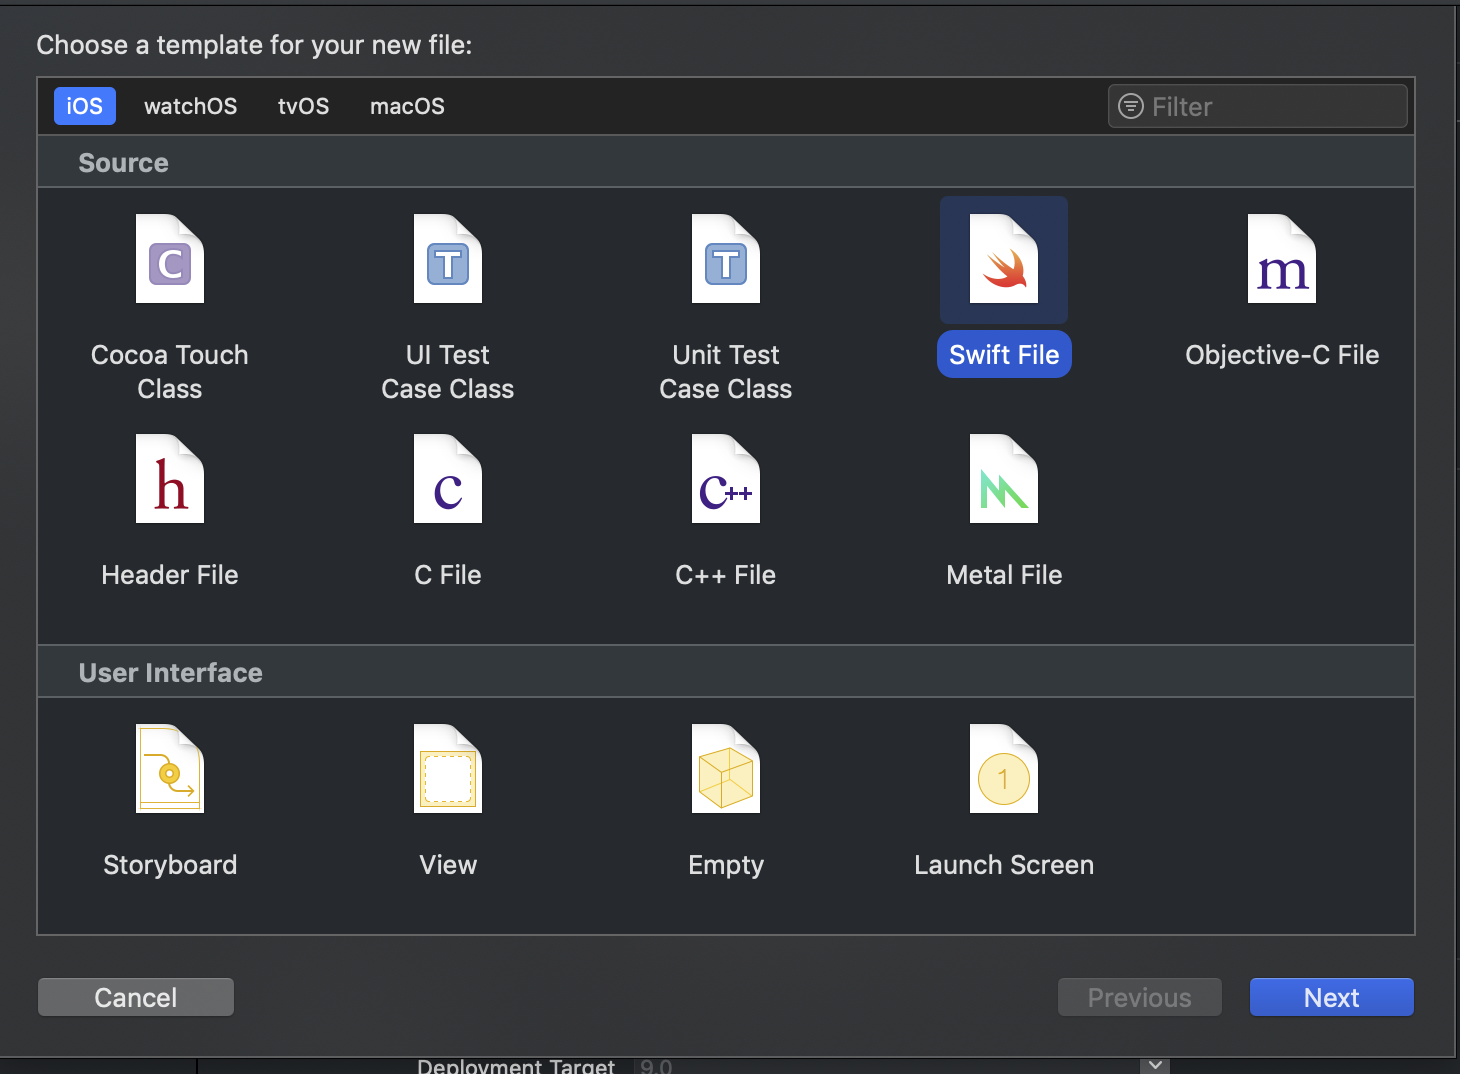 Choose a template for your new file:
iOS watchOS tvOS macOS Filter
Source
C T T m
Cocoa Touch Class
UI Test Case Class
Unit Test Case Class
Swift File
Objective-C File
h c c++
Header File
C File
C++ File
Metal File
User Interface
1
Storyboard
View
Empty
Launch Screen
Cancel Previous Next
Deployment Target 9.0